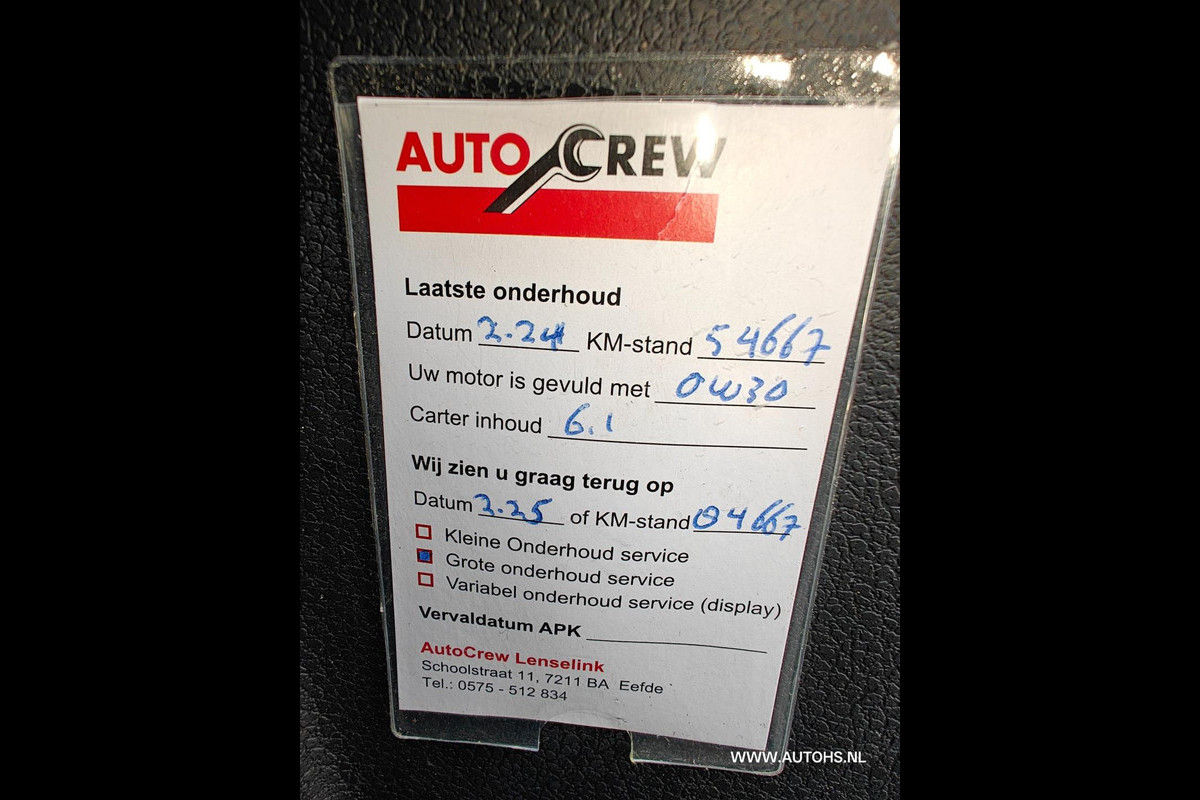 AUTO CREW
Laatste onderhoud
Datum 2.24 KM-stand 54667
Uw motor is gevuld met 0W30
Carter inhoud 6.1
Wij zien u graag terug op
Datum 2.25 of KM-stand 84667
Kleine Onderhoud service
Grote onderhoud service
Variabel onderhoud service (display)
Vervaldatum APK
AutoCrew Lenselink
Schoolstraat 11, 7211 BA Eefde
Tel.: 0575 - 512 834
WWW.AUTOHS.NL